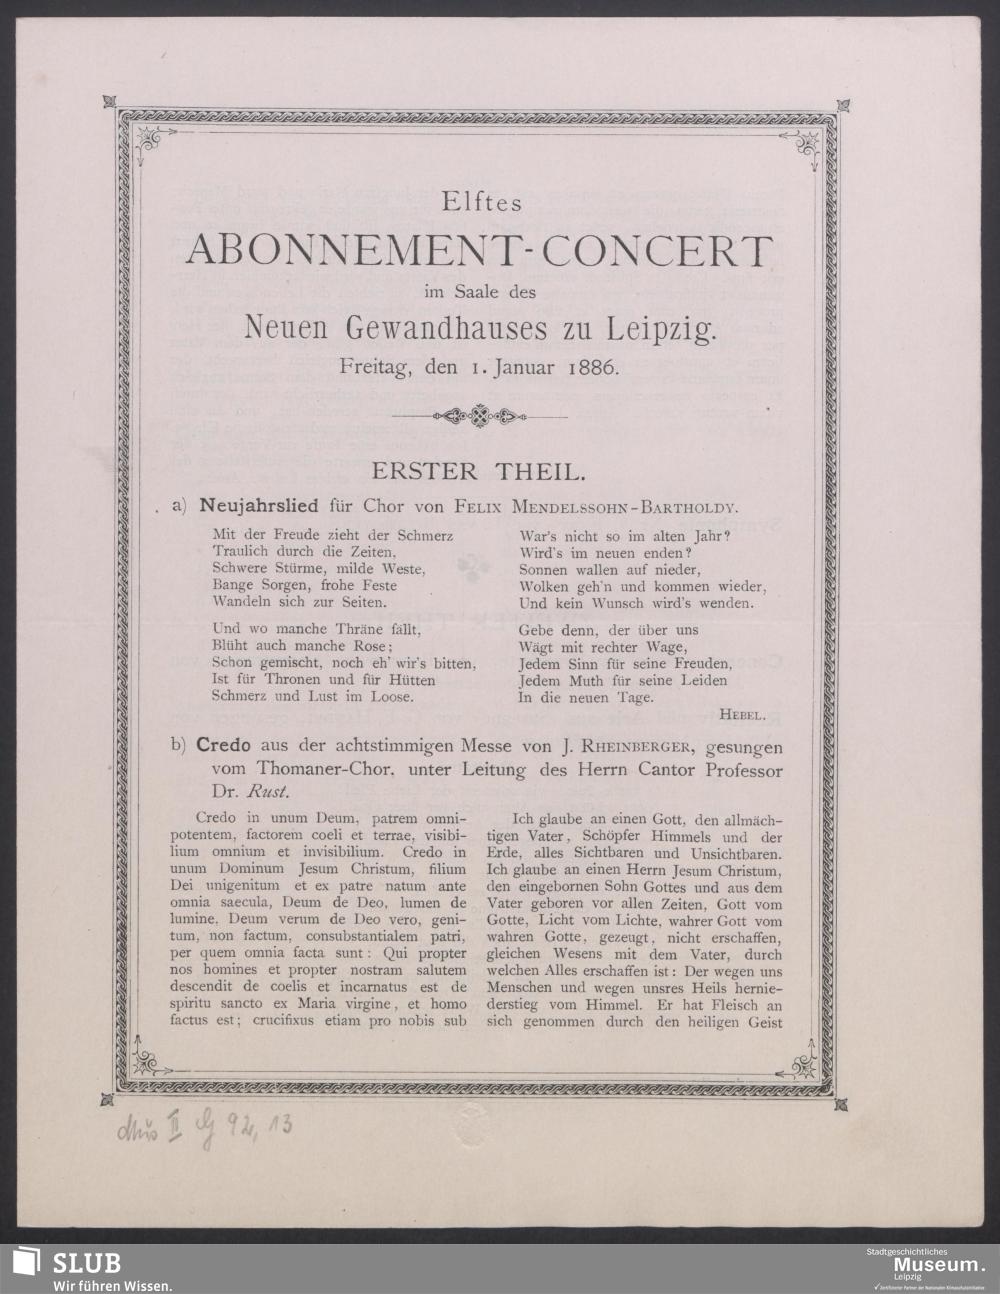 Elftes
ABONNEMENT-CONCERT
im Saale des
Neuen Gewandhauses zu Leipzig.
Freitag, den 1. Januar 1886.
ERSTER THEIL.
a) Neujahrslied für Chor von FELIX MENDELSSOHN-BARTHOLDY.
Mit der Freude zieht der Schmerz
Traulich durch die Zeiten,
Schwere Stürme, milde Weste,
Bange Sorgen, frohe Feste
Wandeln sich zur Seiten.
Und wo manche Thräne fällt,
Blüht auch manche Rose;
Schon gemischt, noch eh' wir's bitten,
Ist für Thronen und für Hütten
Schmerz und Lust im Loose.
War's nicht so im alten Jahr?
Wird's im neuen enden?
Sonnen wallen auf nieder,
Wolken geh'n und kommen wieder,
Und kein Wunsch wird's wenden.
Gebe denn, der über uns
Wägt mit rechter Wage,
Jedem Sinn für seine Freuden,
Jedem Muth für seine Leiden
In die neuen Tage.
HEBEL.
b) Credo aus der achtstimmigen Messe von J. RHEINBERGER, gesungen
vom Thomaner-Chor, unter Leitung des Herrn Cantor Professor
Dr. Rust.
Credo in unum Deum, patrem omni-
potentem, factorem coeli et terrae, visibi-
lium omnium et invisibilium. Credo in
unum Dominum Jesum Christum, filium
Dei unigenitum et ex patre natum ante
omnia saecula, Deum de Deo, lumen de
lumine, Deum verum de Deo vero, geni-
tum, non factum, consubstantialem patri,
per quem omnia facta sunt: Qui propter
nos homines et propter nostram salutem
descendit de coelis et incarnatus est de
spiritu sancto ex Maria virgine, et homo
factus est; crucifixus etiam pro nobis sub
Ich glaube an einen Gott, den allmäch-
tigen Vater, Schöpfer Himmels und der
Erde, alles Sichtbaren und Unsichtbaren.
Ich glaube an einen Herrn Jesum Christum,
den eingebornen Sohn Gottes und aus dem
Vater geboren vor allen Zeiten, Gott vom
Gotte, Licht vom Lichte, wahrer Gott vom
wahren Gotte, gezeugt, nicht erschaffen,
gleichen Wesens mit dem Vater, durch
welchen Alles erschaffen ist: Der wegen uns
Menschen und wegen unsres Heils hernie-
derstieg vom Himmel. Er hat Fleisch an
sich genommen durch den heiligen Geist
Mus II G 92, 13
SLUB
Wir führen Wissen.
Stadtgeschichtliches
Museum.
Leipzig
Zertifizierter Partner der Nationalen Klimaschutzinitiative